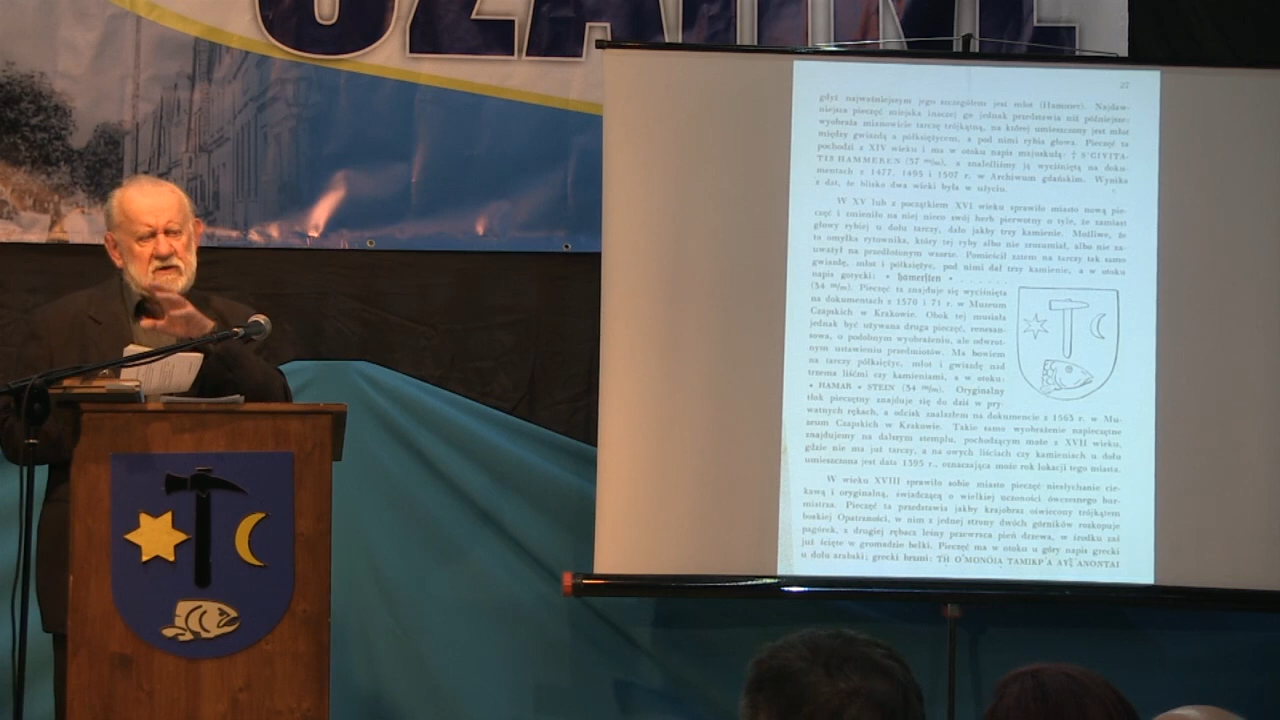 CZARNE
27
gdyż najważniejszym jego szczegółem jest młot (Hammer). Najdaw-
niejsza pieczęć miejska inaczej go jednak przedstawia niż późniejsze:
wyobraża mianowicie tarczę trójkątną, na której umieszczony jest młot
między gwiazdą a półksiężycem, a pod nimi rybia głowa. Pieczęć ta
pochodzi z XIV wieku i ma w otoku napis majuskułą: † S'CIVITA-
TIS HAMMEREN (37 m/m), a znaleźliśmy ją wyciśniętą na doku-
mentach z 1477, 1495 i 1507 r. w Archiwum gdańskim. Wynika
z dat, że blisko dwa wieki była w użyciu.
W XV lub z początkiem XVI wieku sprawiło miasto nową pie-
częć i zmieniło na niej nieco swój herb pierwotny o tyle, że zamiast
głowy rybiej u dołu tarczy, dało jakby trzy kamienie. Możliwe, że
to omyłka rytownika, który tej ryby albo nie zrozumiał, albo nie za-
uważył na przedłożonym wzorze. Pomieścił zatem na tarczy tak samo
gwiazdę, młot i półksiężyc, pod nimi dał trzy kamienie, a w otoku
napis gotycki: • hamersten •
(34 m/m). Pieczęć ta znajduje się wyciśnięta
na dokumentach z 1570 i 71 r. w Muzeum
Czapskich w Krakowie. Obok tej musiała
jednak być używana druga pieczęć, renesan-
sowa, o podobnym wyobrażeniu, ale odwrot-
nym ustawieniu przedmiotów. Ma bowiem
na tarczy półksiężyc, młot i gwiazdę nad
trzema liśćmi czy kamieniami, a w otoku:
• HAMAR • STEIN (34 m/m). Oryginalny
tłok pieczętny znajduje się do dziś w pry-
watnych rękach, a odcisk znalazłem na dokumencie z 1563 r. w Mu-
zeum Czapskich w Krakowie. Takie samo wyobrażenie napieczętne
znajdujemy na dalszym stemplu, pochodzącym może z XVII wieku,
gdzie nie ma już tarczy, a na owych liściach czy kamieniach u dołu
umieszczona jest data 1395 r., oznaczająca może rok lokacji tego miasta.
W wieku XVIII sprawiło sobie miasto pieczęć niesłychanie cie-
kawą i oryginalną, świadczącą o wielkiej uczoności ówczesnego bur-
mistrza. Pieczęć ta przedstawia jakby krajobraz oświecony trójkątem
boskiej Opatrzności, w nim z jednej strony dwóch górników rozkopuje
pagórek, z drugiej rębacz leśny przewraca pień drzewa, w środku zaś
już ścięte w gromadzie belki. Pieczęć ma w otoku u góry napis grecki
u dołu arabski; grecki brzmi: TH O'MONOIA